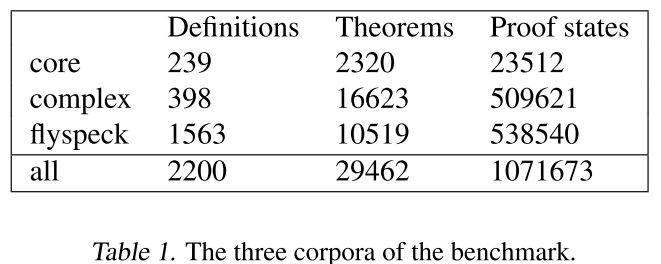 Definitions Theorems Proof states
core 239 2320 23512
complex 398 16623 509621
flyspeck 1563 10519 538540
all 2200 29462 1071673
Table 1. The three corpora of the benchmark.